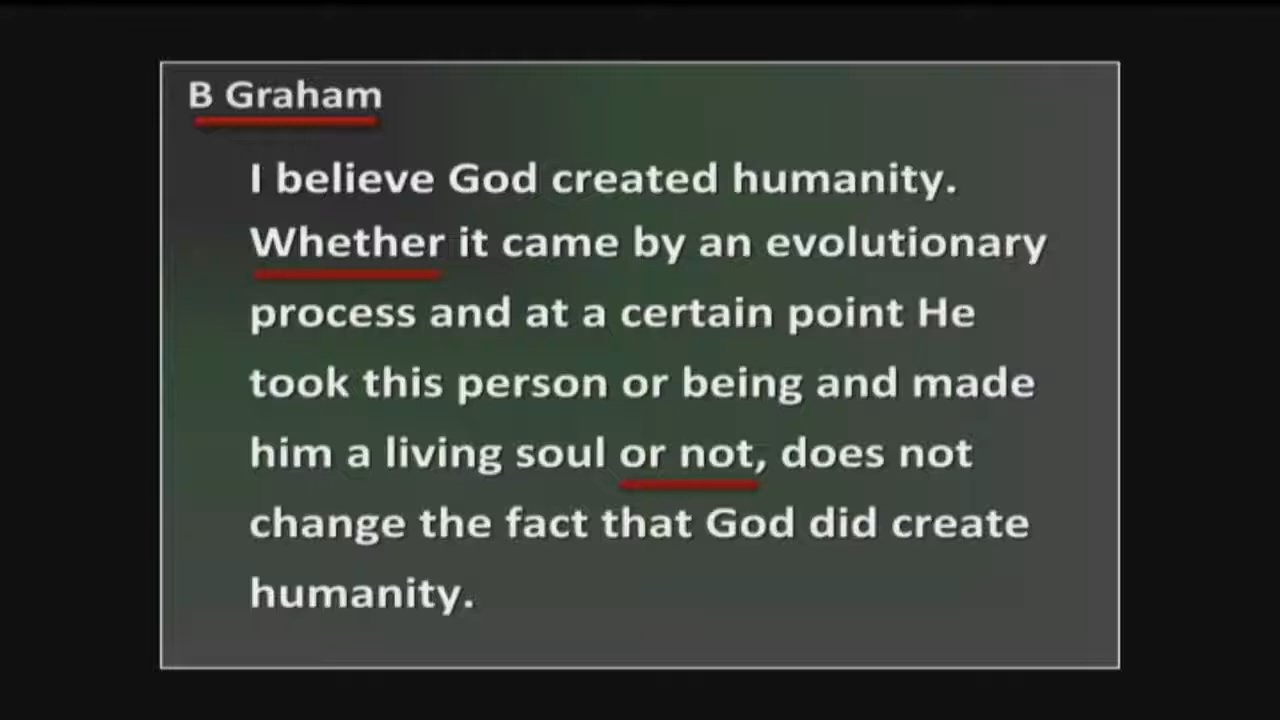 B Graham
I believe God created humanity.
Whether it came by an evolutionary
process and at a certain point He
took this person or being and made
him a living soul or not, does not
change the fact that God did create
humanity.